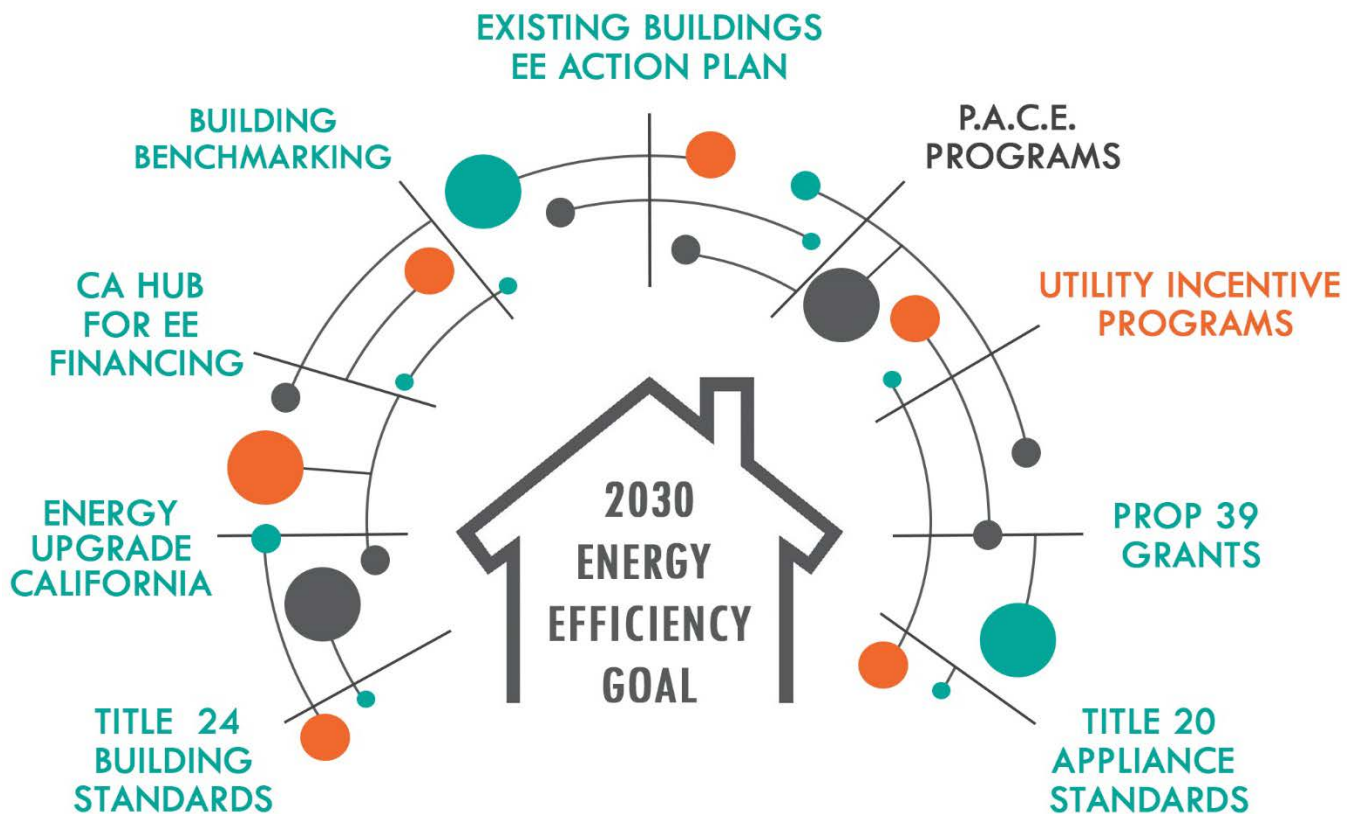 EXISTING BUILDINGS
EE ACTION PLAN
BUILDING
BENCHMARKING
P.A.C.E.
PROGRAMS
CA HUB
FOR EE
FINANCING
UTILITY INCENTIVE
PROGRAMS
ENERGY
UPGRADE
CALIFORNIA
2030
ENERGY
EFFICIENCY
GOAL
PROP 39
GRANTS
TITLE 24
BUILDING
STANDARDS
TITLE 20
APPLIANCE
STANDARDS